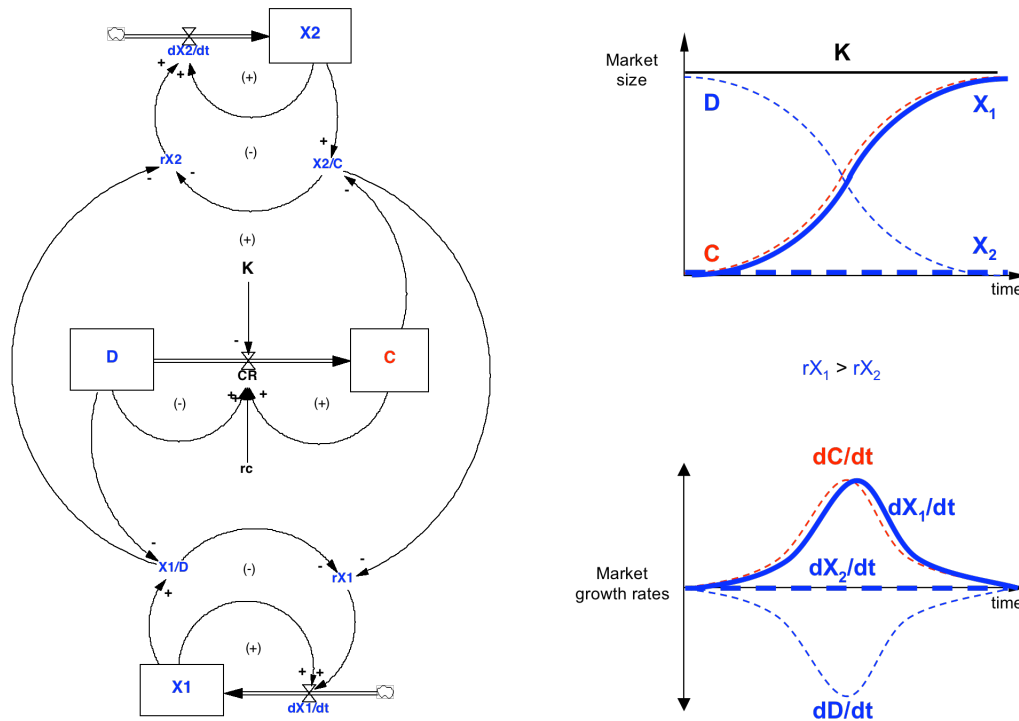 X2
dX2/dt
+
+
(+)
(-)
+
rX2
X2/C
-
-
-
(+)
K
-
D
C
CR
+
+
+
(-)
(+)
rc
-
X1/D
-
-
(-)
rX1
+
(+)
+
+
X1
dX1/dt
Market
size
K
D
X1
C
X2
time
rX1 > rX2
dC/dt
dX1/dt
dX2/dt
Market
growth rates
time
dD/dt